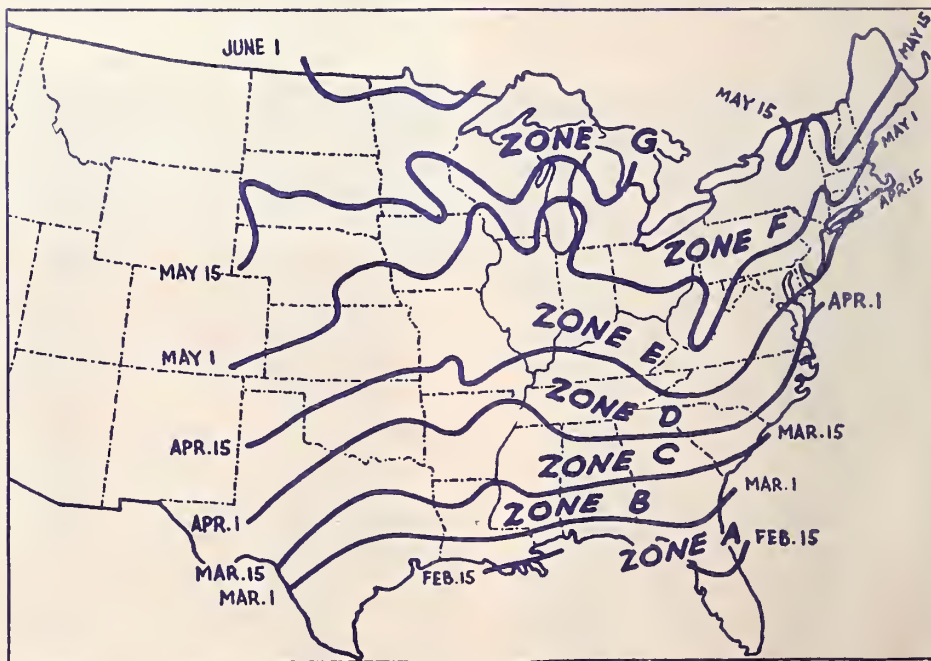 JUNE 1
MAY 15
MAY 15
MAY 1
APR.15
ZONE G
ZONE F
MAY 15
APR.1
MAY 1
ZONE E
ZONE D
APR.15
MAR.15
ZONE C
MAR.1
ZONE B
APR.1
ZONE A
FEB.15
MAR.15
FEB.15
MAR.1